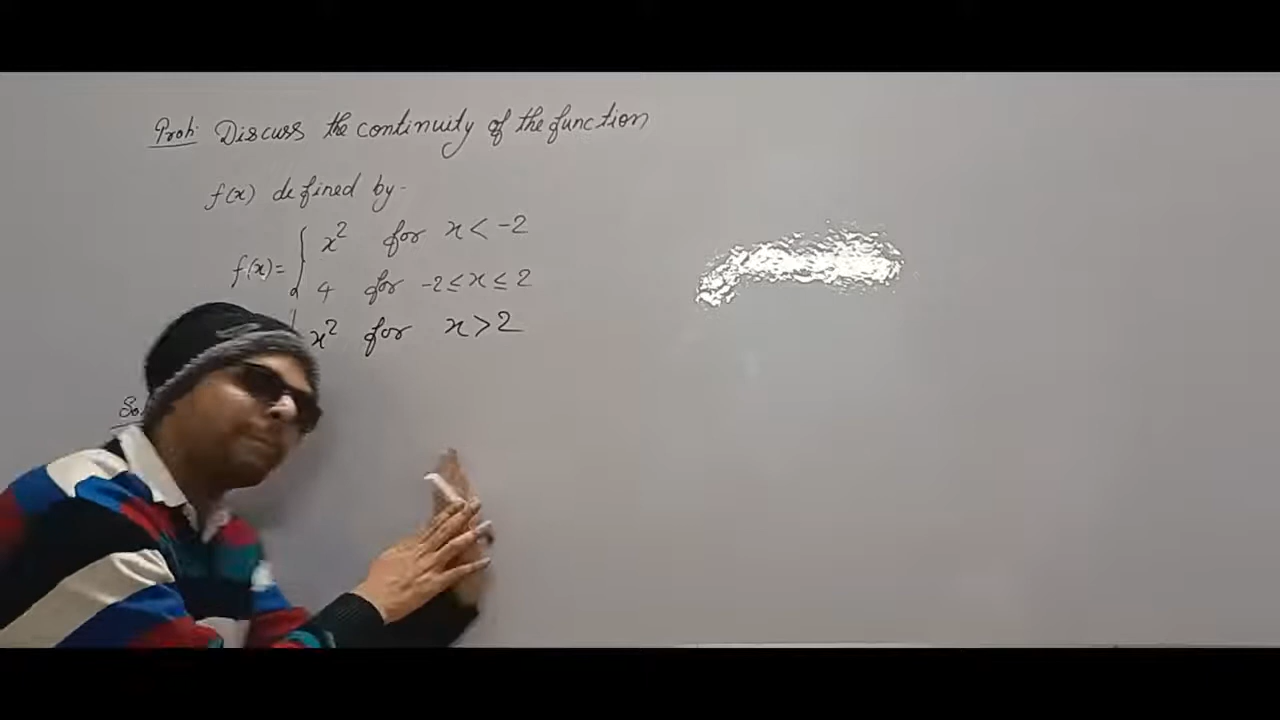 Prob: Discuss the continuity of the function
f(x) defined by-
x² for x < -2
f(x) = { 4 for -2 ≤ x ≤ 2
x² for x > 2